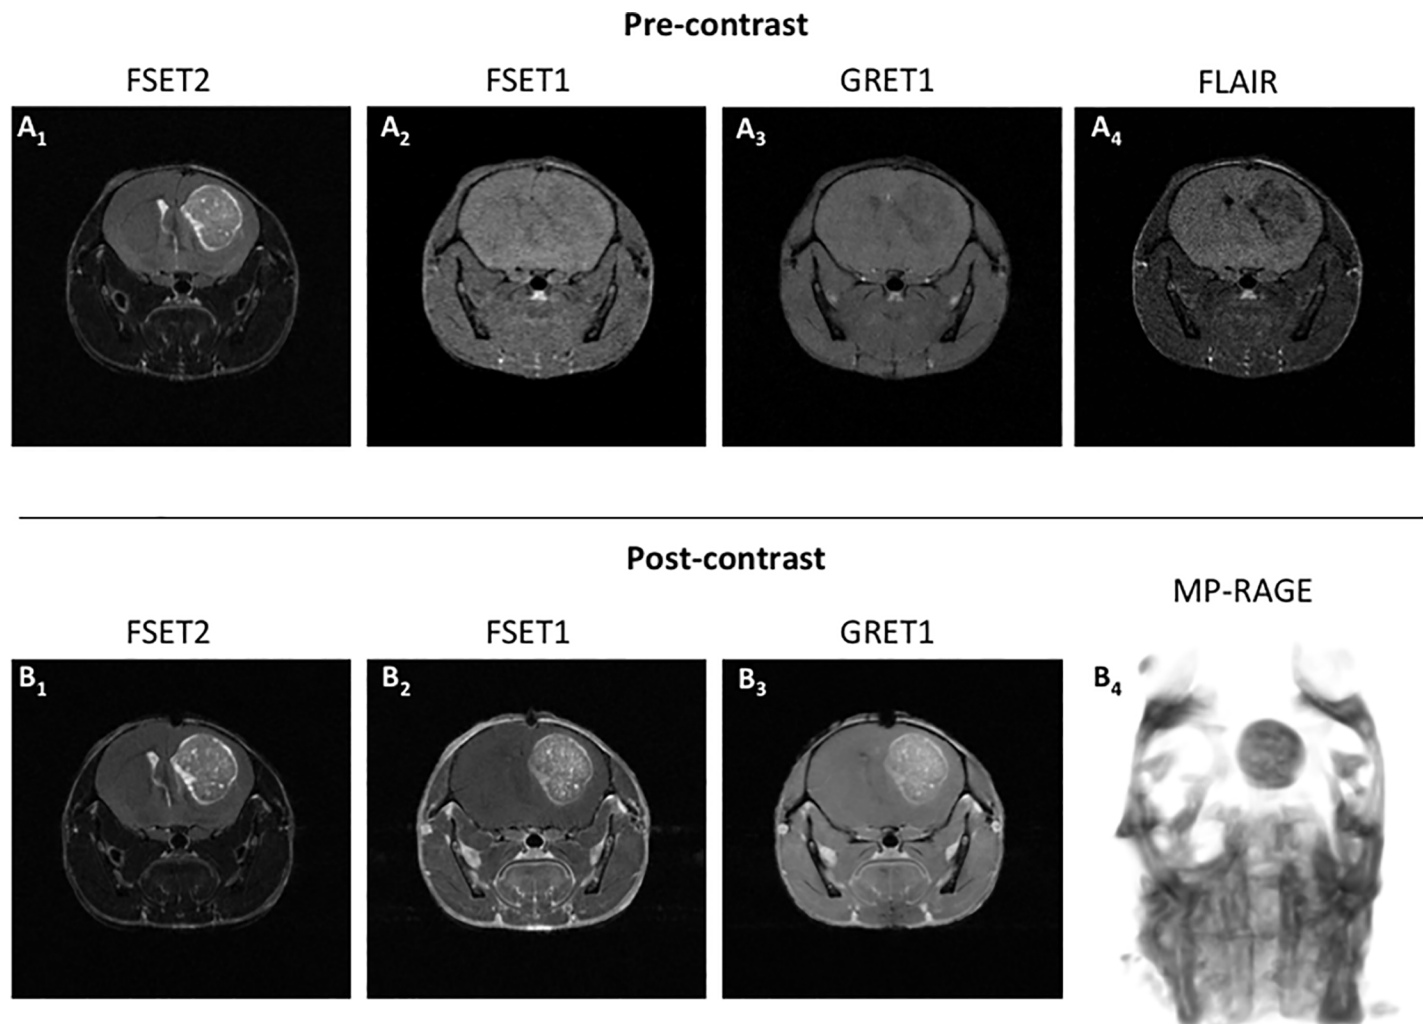 Pre-contrast
FSET2 FSET1 GRET1 FLAIR
A1 A2 A3 A4
Post-contrast
MP-RAGE
FSET2 FSET1 GRET1
B1 B2 B3 B4